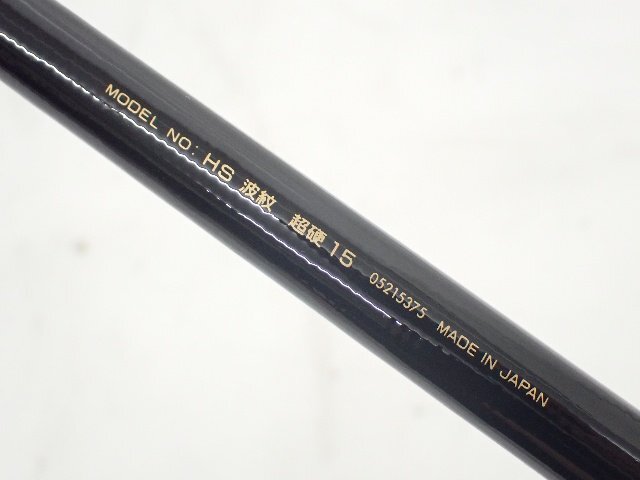 MODEL NO: HS 波紋 超硬 15 05215375 MADE IN JAPAN